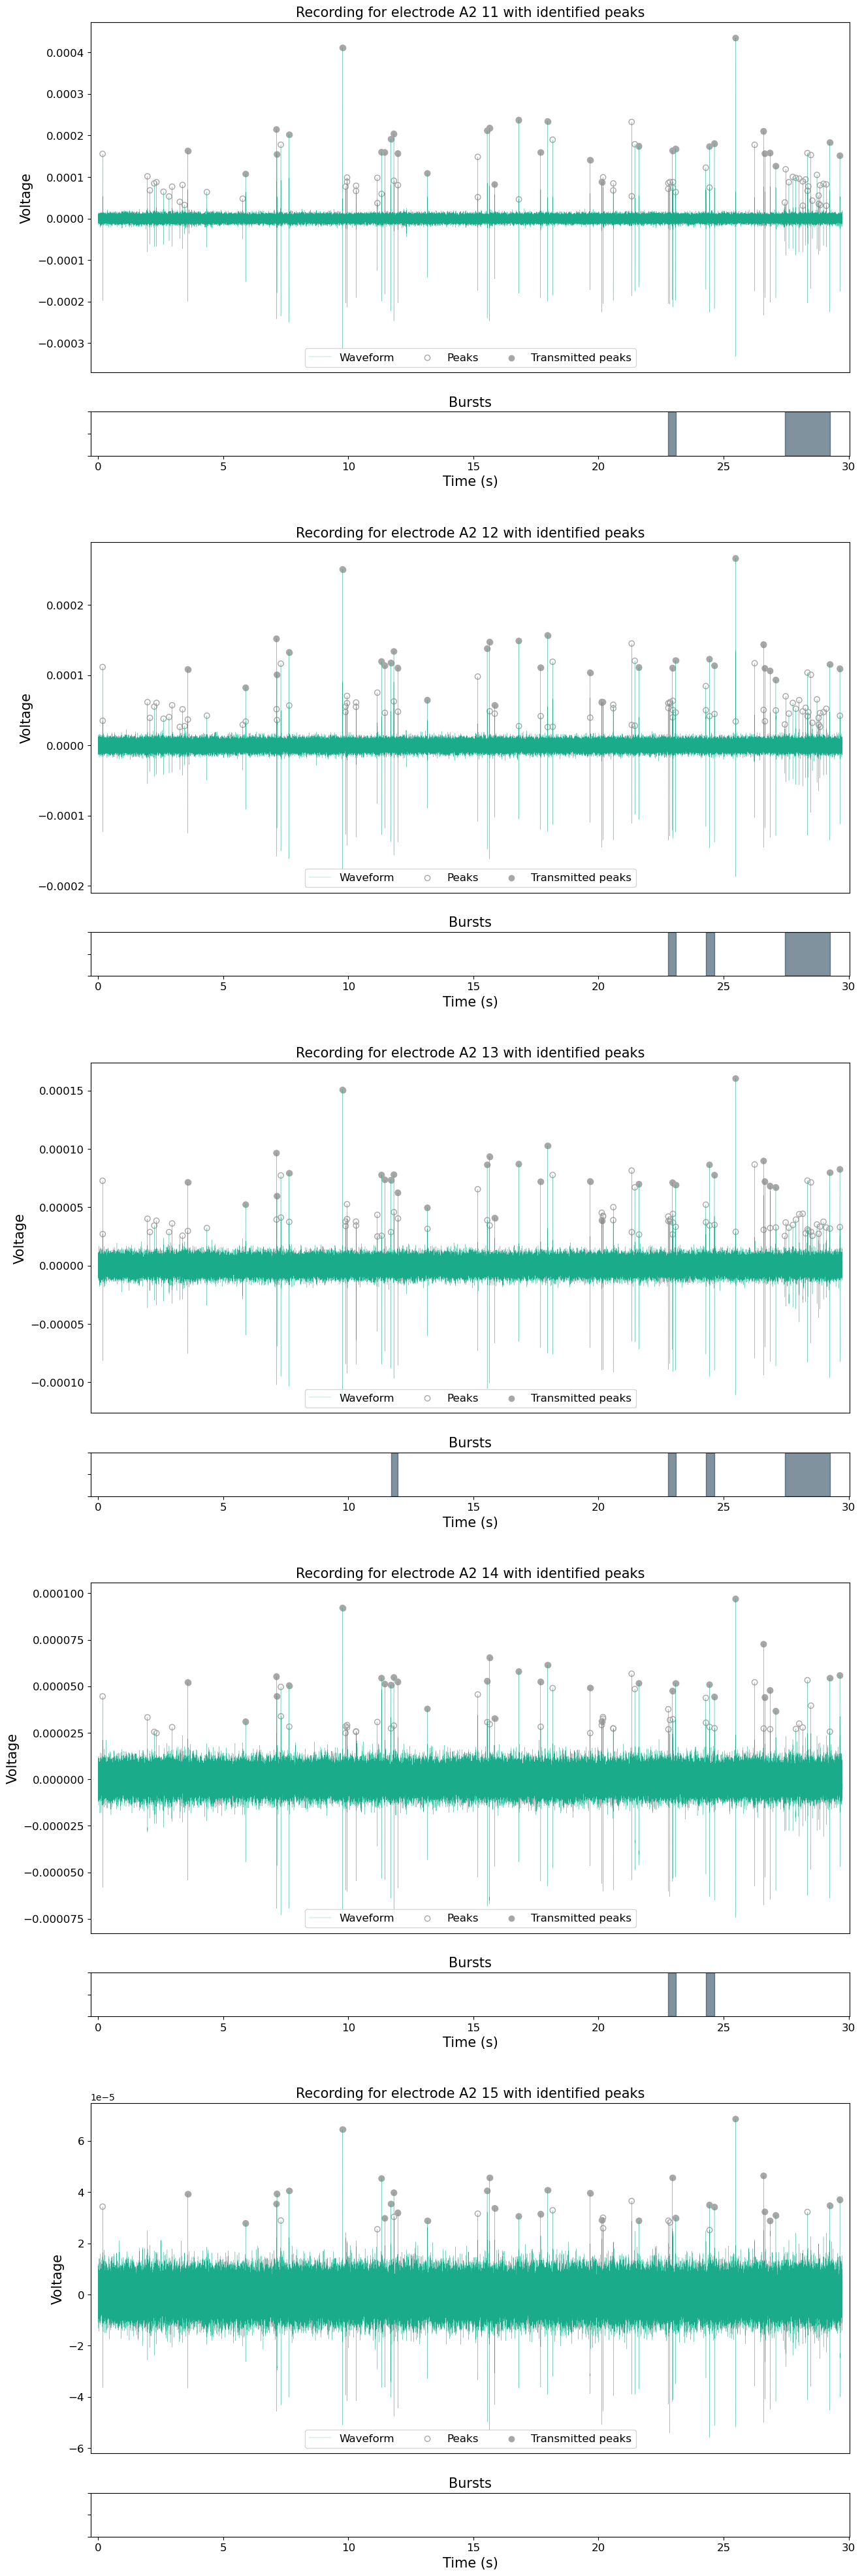 Recording for electrode A2 11 with identified peaks
0.0004
0.0003
0.0002
0.0001
0.0000
−0.0001
−0.0002
−0.0003
Voltage
Waveform Peaks Transmitted peaks
Bursts
0 5 10 15 20 25 30
Time (s)
Recording for electrode A2 12 with identified peaks
0.0002
0.0001
0.0000
−0.0001
−0.0002
Voltage
Waveform Peaks Transmitted peaks
Bursts
0 5 10 15 20 25 30
Time (s)
Recording for electrode A2 13 with identified peaks
0.00015
0.00010
0.00005
0.00000
−0.00005
−0.00010
Voltage
Waveform Peaks Transmitted peaks
Bursts
0 5 10 15 20 25 30
Time (s)
Recording for electrode A2 14 with identified peaks
0.000100
0.000075
0.000050
0.000025
0.000000
−0.000025
−0.000050
−0.000075
Voltage
Waveform Peaks Transmitted peaks
Bursts
0 5 10 15 20 25 30
Time (s)
Recording for electrode A2 15 with identified peaks
1e−5
6
4
2
0
−2
−4
−6
Voltage
Waveform Peaks Transmitted peaks
Bursts
0 5 10 15 20 25 30
Time (s)